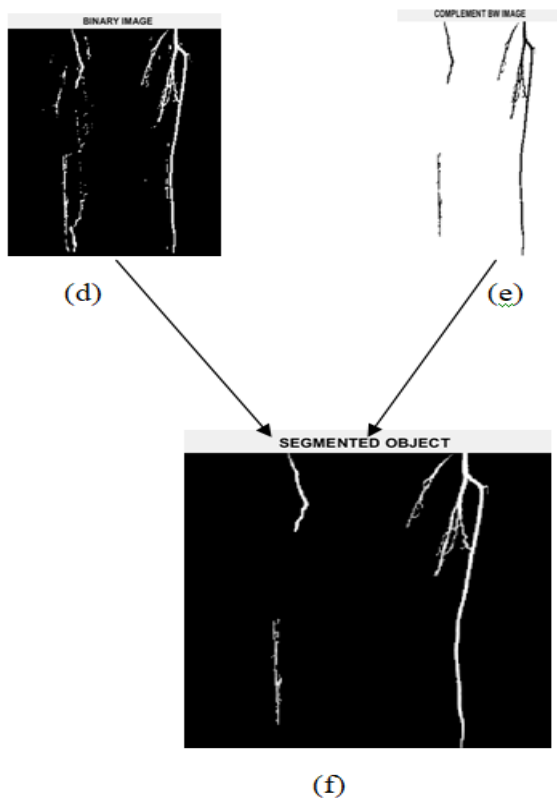 BINARY IMAGE
COMPLEMENT BW IMAGE
(d)
(e)
SEGMENTED OBJECT
(f)